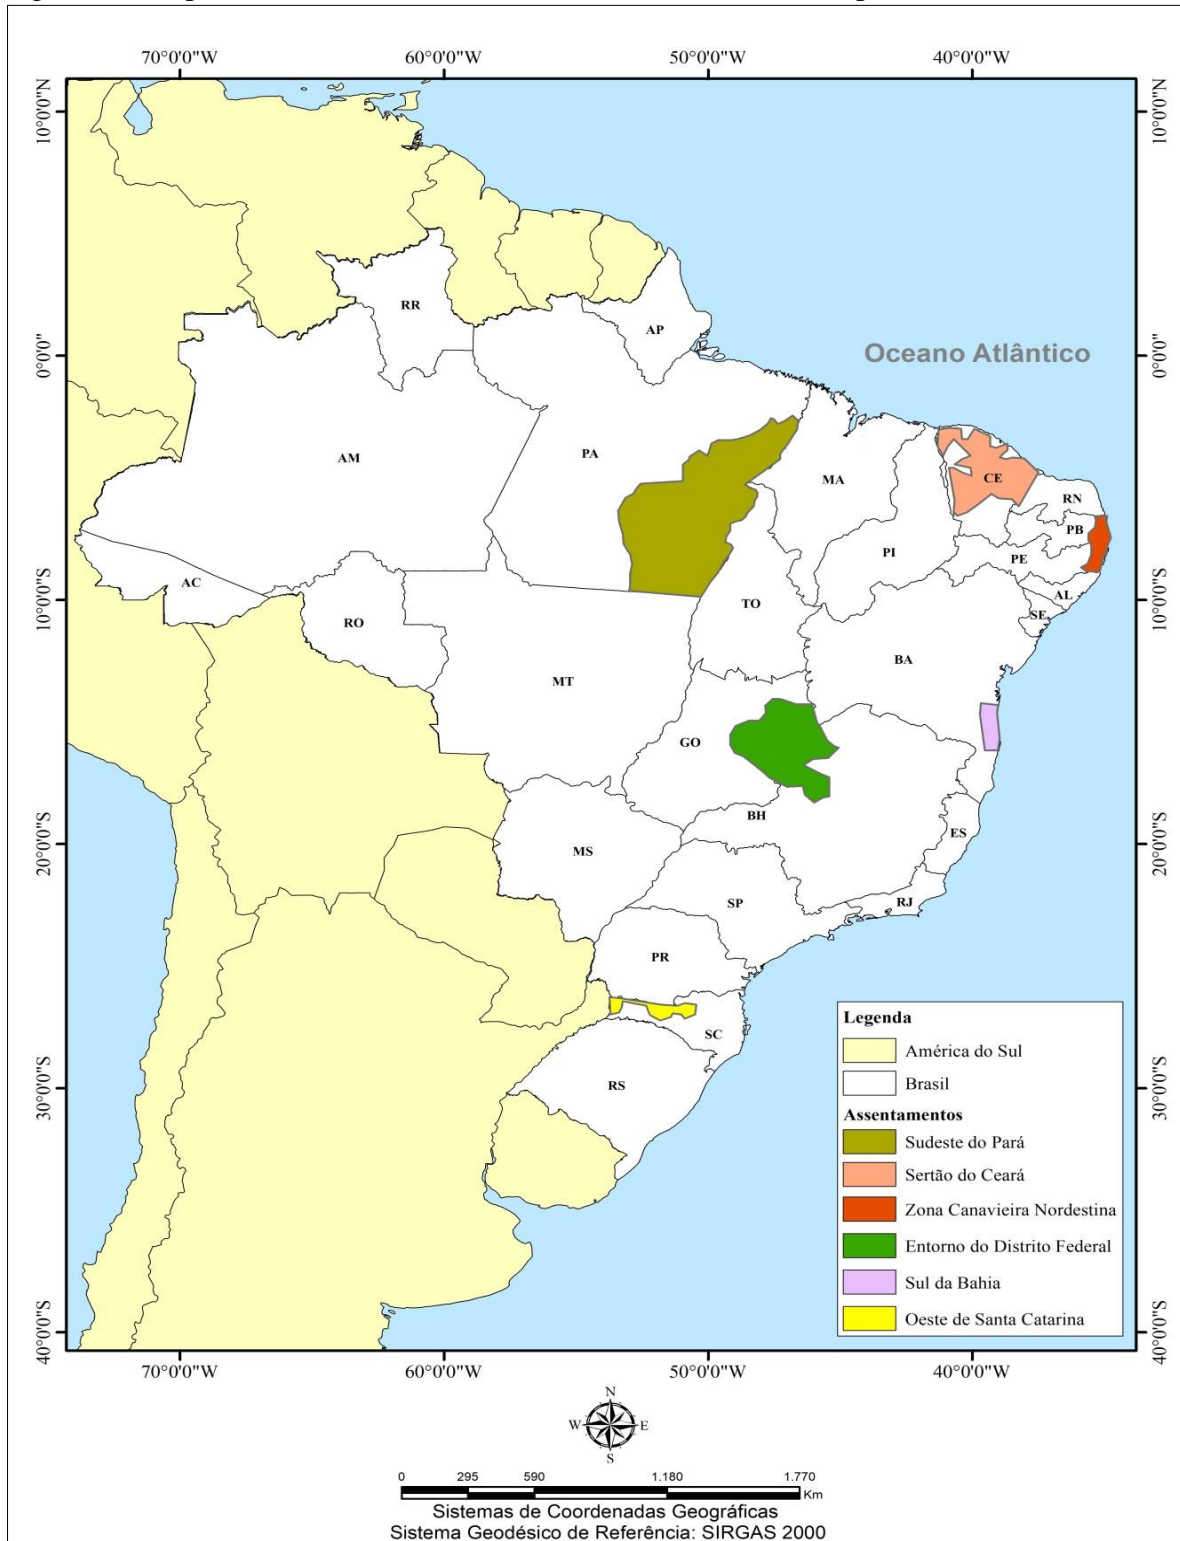 70°0'0"W
60°0'0"W
50°0'0"W
40°0'0"W
10°0'0"N
10°0'0"N
RR
AP
Oceano Atlântico
0°0'0"
0°0'0"
AM
PA
MA
CE
RN
PB
PI
PE
AC
TO
AL
SE
10°0'0"S
10°0'0"S
RO
BA
MT
GO
BH
ES
20°0'0"S
20°0'0"S
MS
SP
RJ
PR
SC
RS
30°0'0"S
30°0'0"S
Legenda
América do Sul
Brasil
Assentamentos
Sudeste do Pará
Sertão do Ceará
Zona Canavieira Nordestina
Entorno do Distrito Federal
Sul da Bahia
Oeste de Santa Catarina
40°0'0"S
40°0'0"S
70°0'0"W
60°0'0"W
50°0'0"W
40°0'0"W
N
W
E
S
0 295 590 1.180 1.770
Km
Sistemas de Coordenadas Geográficas
Sistema Geodésico de Referência: SIRGAS 2000